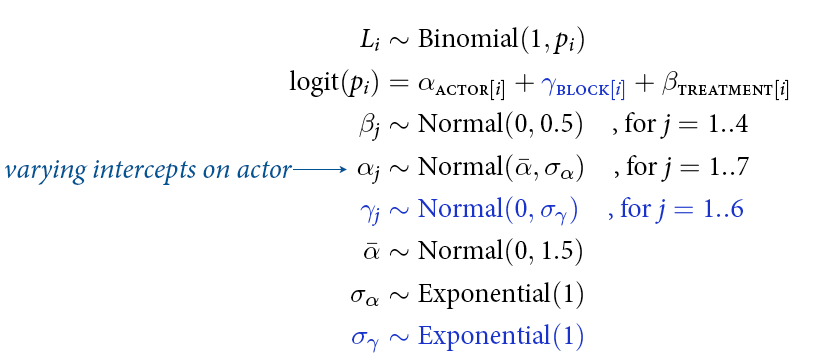 L_i ∼ Binomial(1, p_i)
logit(p_i) = α_ACTOR[i] + γ_BLOCK[i] + β_TREATMENT[i]
β_j ∼ Normal(0, 0.5) , for j = 1..4
varying intercepts on actor → α_j ∼ Normal(ᾱ, σ_α) , for j = 1..7
γ_j ∼ Normal(0, σ_γ) , for j = 1..6
ᾱ ∼ Normal(0, 1.5)
σ_α ∼ Exponential(1)
σ_γ ∼ Exponential(1)